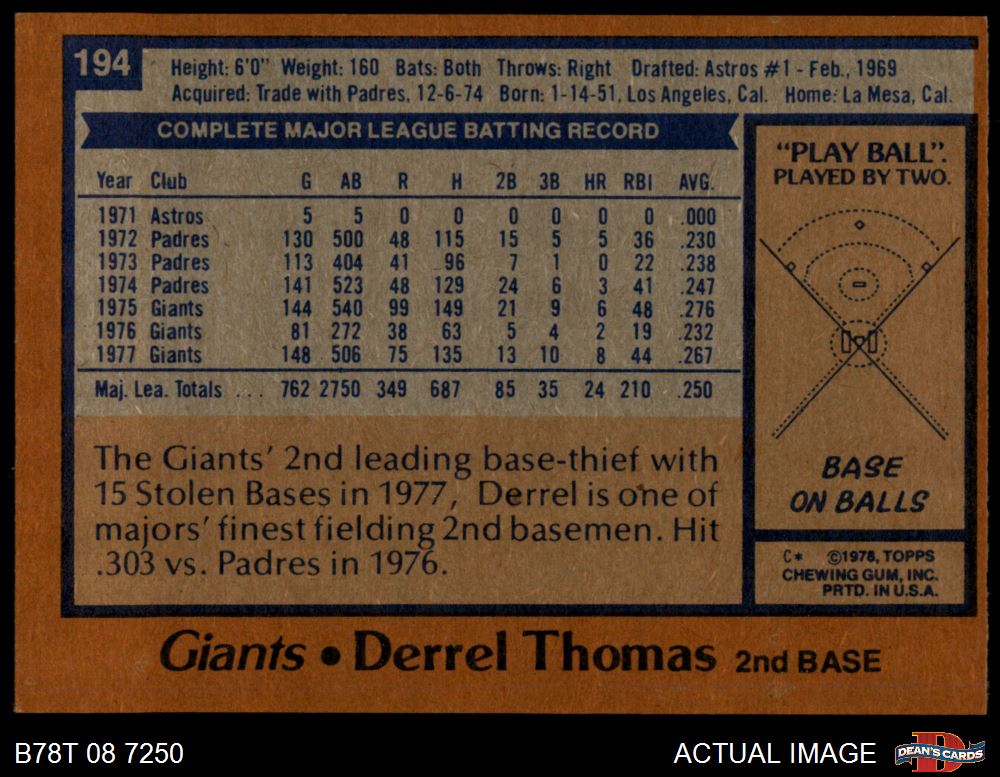 194
Height: 6'0" Weight: 160 Bats: Both Throws: Right Drafted: Astros #1 - Feb., 1969
Acquired: Trade with Padres, 12-6-74 Born: 1-14-51, Los Angeles, Cal. Home: La Mesa, Cal.
COMPLETE MAJOR LEAGUE BATTING RECORD
Year Club G AB R H 2B 3B HR RBI AVG.
1971 Astros 5 5 0 0 0 0 0 0 .000
1972 Padres 130 500 48 115 15 5 5 36 .230
1973 Padres 113 404 41 96 7 1 0 22 .238
1974 Padres 141 523 48 129 24 6 3 41 .247
1975 Giants 144 540 99 149 21 9 6 48 .276
1976 Giants 81 272 38 63 5 4 2 19 .232
1977 Giants 148 506 75 135 13 10 8 44 .267
Maj. Lea. Totals ... 762 2750 349 687 85 35 24 210 .250
The Giants' 2nd leading base-thief with
15 Stolen Bases in 1977, Derrel is one of
majors' finest fielding 2nd basemen. Hit
.303 vs. Padres in 1976.
"PLAY BALL".
PLAYED BY TWO.
BASE
ON BALLS
C* ©1978, TOPPS
CHEWING GUM, INC.
PRTD. IN U.S.A.
Giants • Derrel Thomas 2nd BASE
B78T 08 7250
ACTUAL IMAGE
DEAN'S CARDS